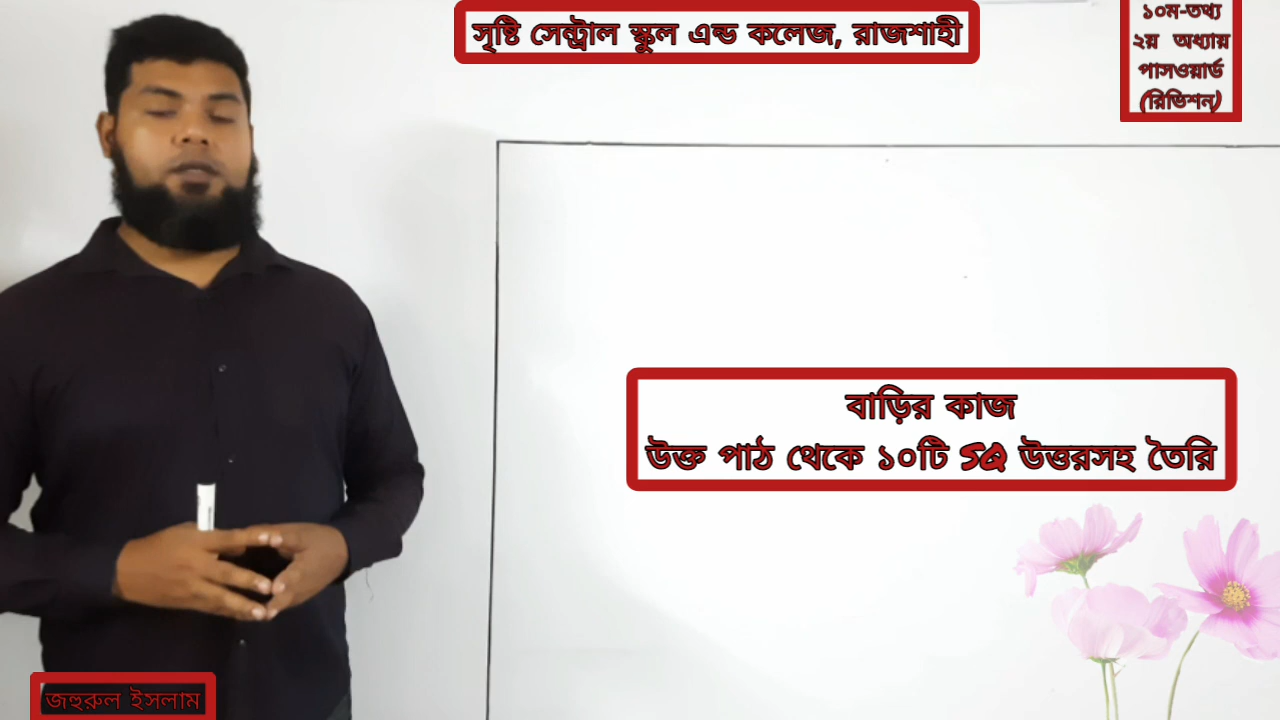 সৃষ্টি সেন্ট্রাল স্কুল এন্ড কলেজ, রাজশাহী
১০ম-তথ্য
২য় অধ্যায়
পাসওয়ার্ড
(রিভিশন)
বাড়ির কাজ
উক্ত পাঠ থেকে ১০টি SQ উত্তরসহ তৈরি
জহুরুল ইসলাম